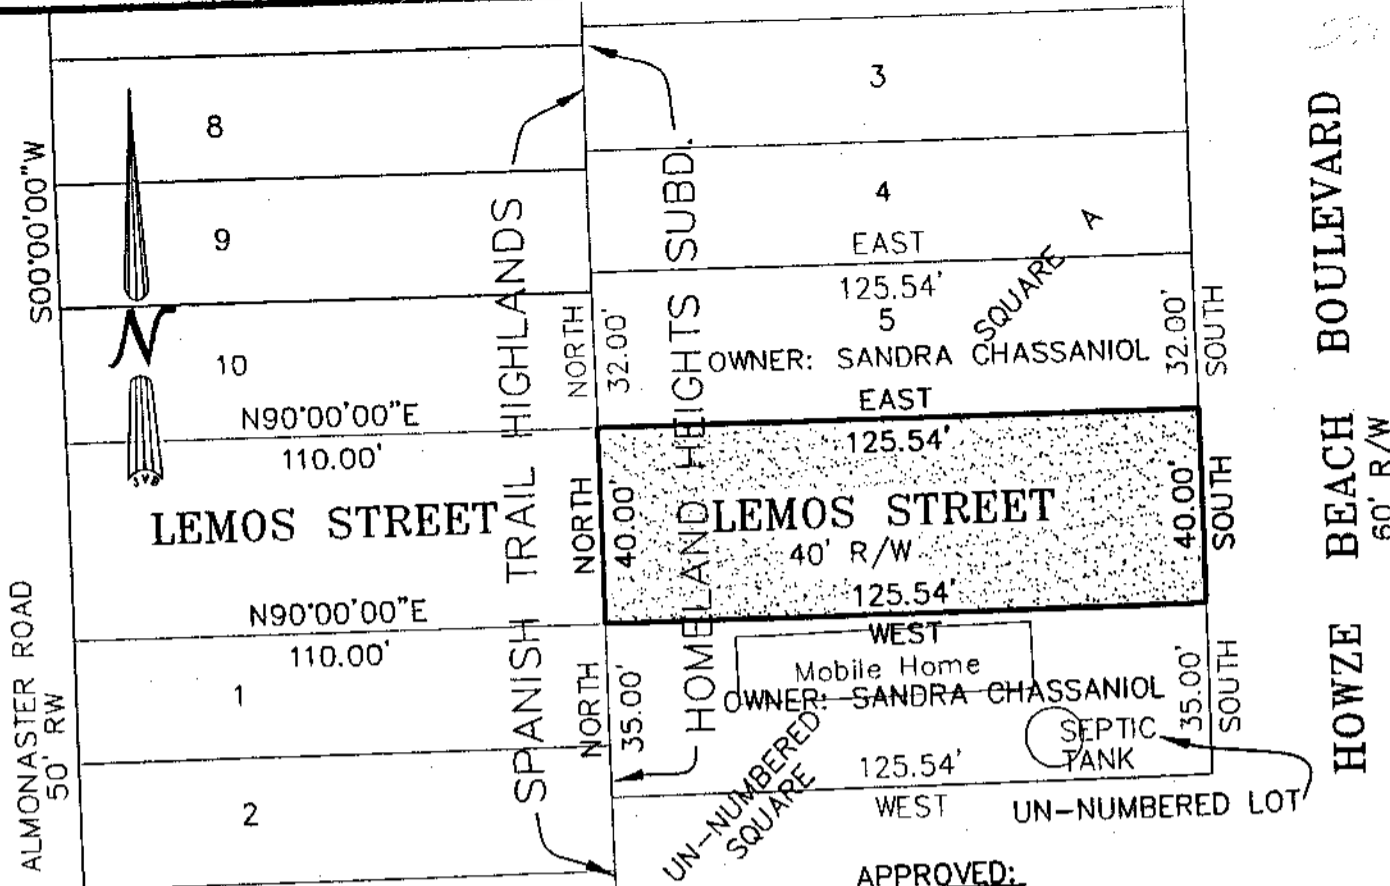 8
9
10
S00°00'00"W
N90°00'00"E
110.00'
LEMOS STREET
N90°00'00"E
110.00'
1
2
ALMONASTER ROAD
50' RW
SPANISH TRAIL HIGHLANDS
HOMELAND HEIGHTS SUBD.
3
4
EAST
125.54'
5
SQUARE A
OWNER: SANDRA CHASSANIOL
NORTH
32.00'
32.00'
SOUTH
EAST
125.54'
NORTH
40.00'
LEMOS STREET
40' R/W
40.00'
SOUTH
125.54'
WEST
Mobile Home
OWNER: SANDRA CHASSANIOL
NORTH
35.00'
35.00'
SOUTH
SEPTIC
TANK
125.54'
WEST
UN-NUMBERED
SQUARE
UN-NUMBERED LOT
HOWZE BEACH BOULEVARD
60' R/W
APPROVED: